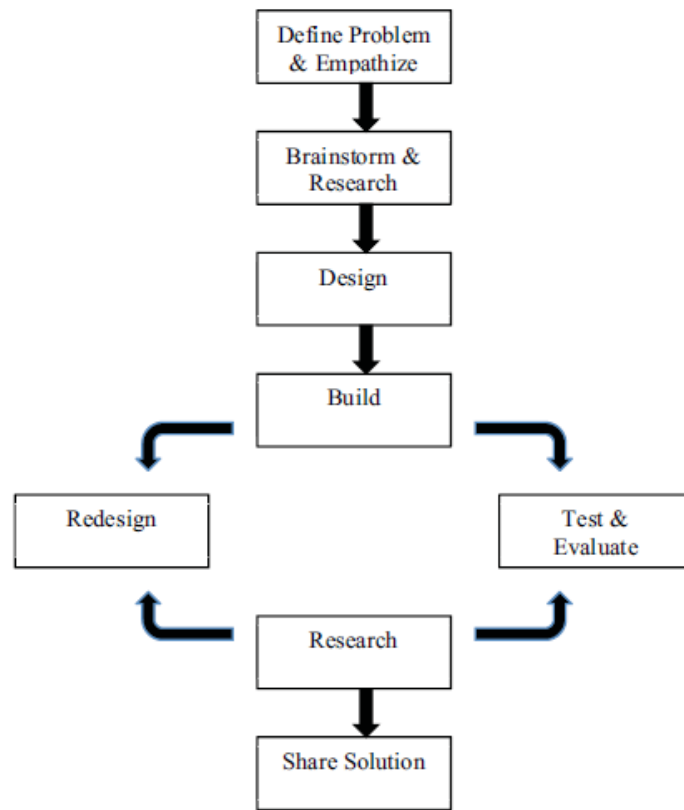 Define Problem
& Empathize
Brainstorm &
Research
Design
Build
Redesign
Test &
Evaluate
Research
Share Solution